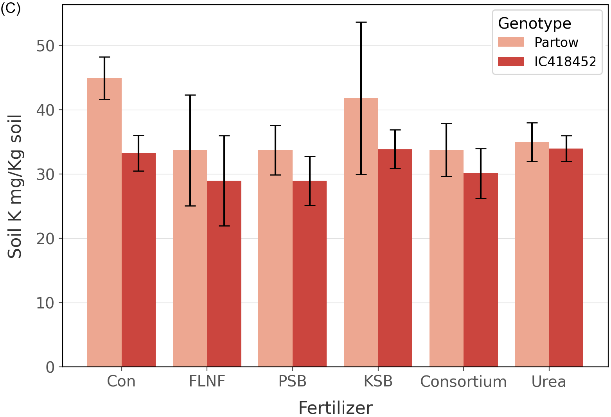 (C)
Genotype
Partow
IC418452
Soil K mg/Kg soil
50
40
30
20
10
0
Con FLNF PSB KSB Consortium Urea
Fertilizer